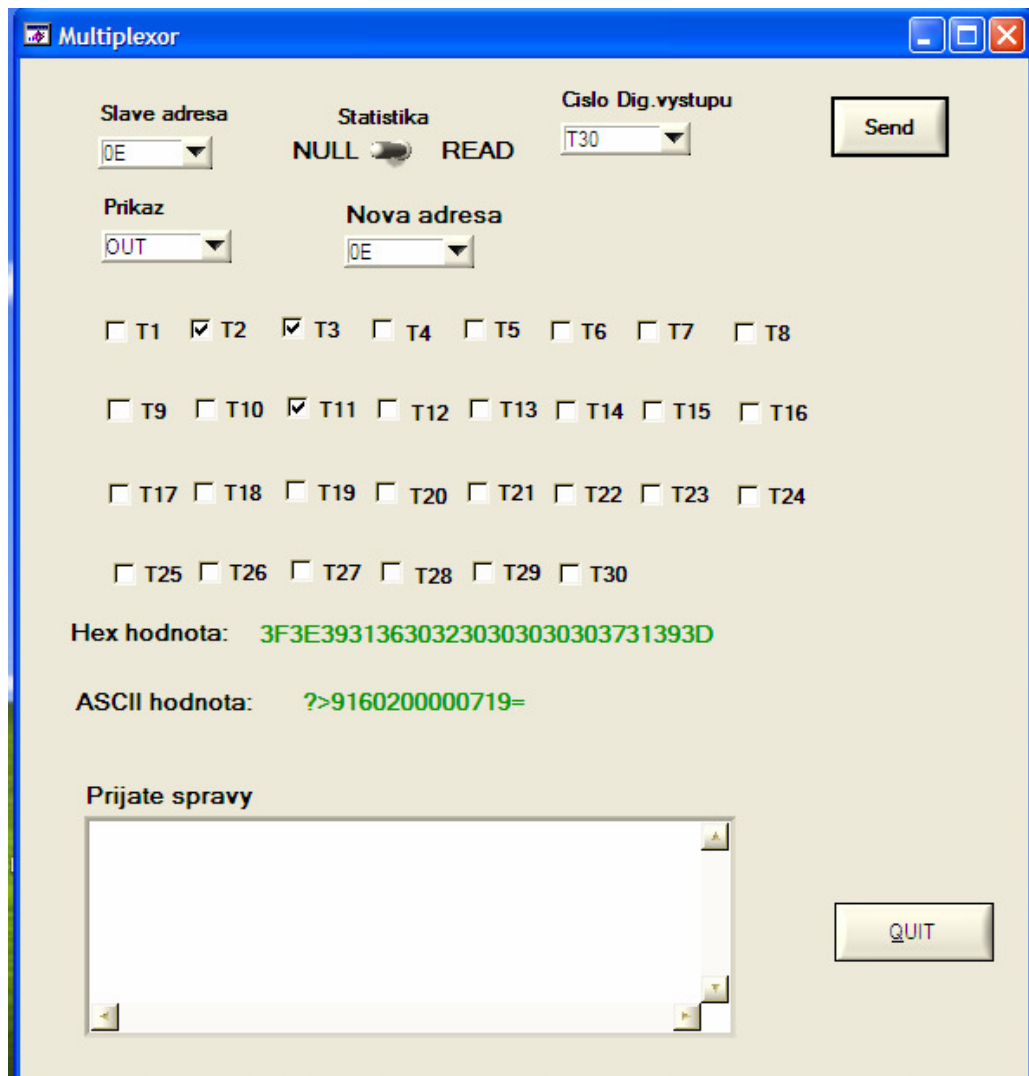 Multiplexor
Slave adresa
Statistika
Cislo Dig.vystupu
Send
0E
NULL
READ
T30
Prikaz
Nova adresa
OUT
0E
T1 T2 T3 T4 T5 T6 T7 T8
T9 T10 T11 T12 T13 T14 T15 T16
T17 T18 T19 T20 T21 T22 T23 T24
T25 T26 T27 T28 T29 T30
Hex hodnota: 3F3E393136303230303030303731393D
ASCII hodnota: ?>9160200000719=
Prijate spravy
QUIT